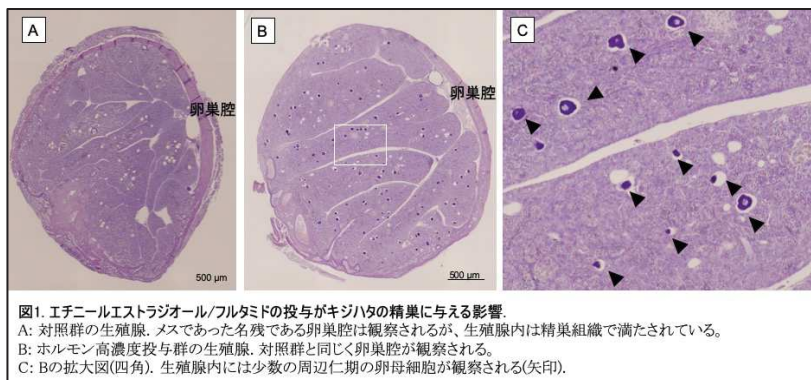 A
B
C
卵巣腔
卵巣腔
500 μm
500 μm
図1. エチニールエストラジオール/フルタミドの投与がキジハタの精巣に与える影響.
A: 対照群の生殖腺. メスであった名残である卵巣腔は観察されるが、生殖腺内は精巣組織で満たされている。
B: ホルモン高濃度投与群の生殖腺. 対照群と同じく卵巣腔が観察される。
C: Bの拡大図(四角). 生殖腺内には少数の周辺仁期の卵母細胞が観察される(矢印).